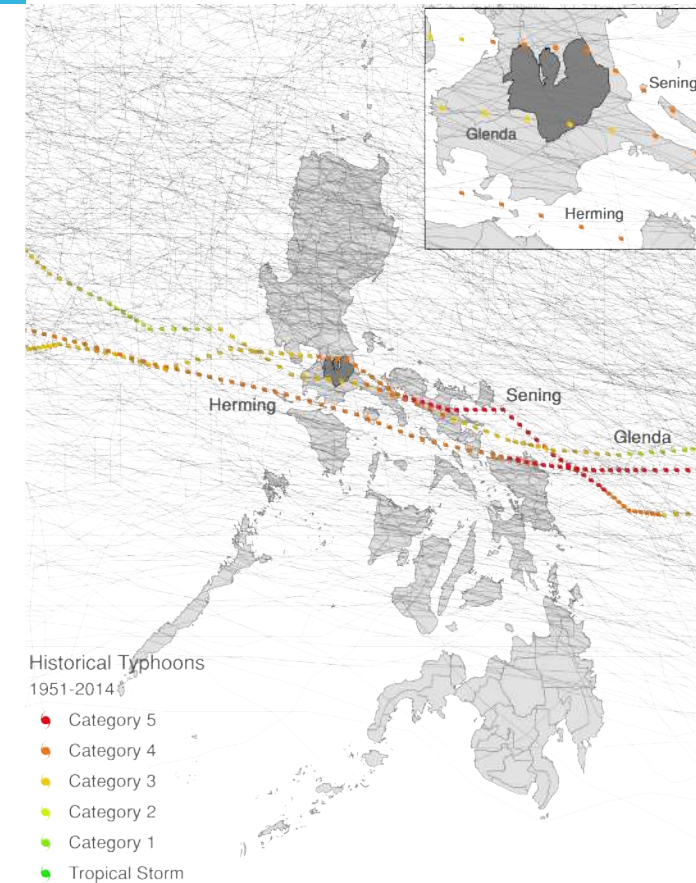 Sening
Glenda
Herming
Sening
Herming
Glenda
Historical Typhoons
1951-2014
Category 5
Category 4
Category 3
Category 2
Category 1
Tropical Storm